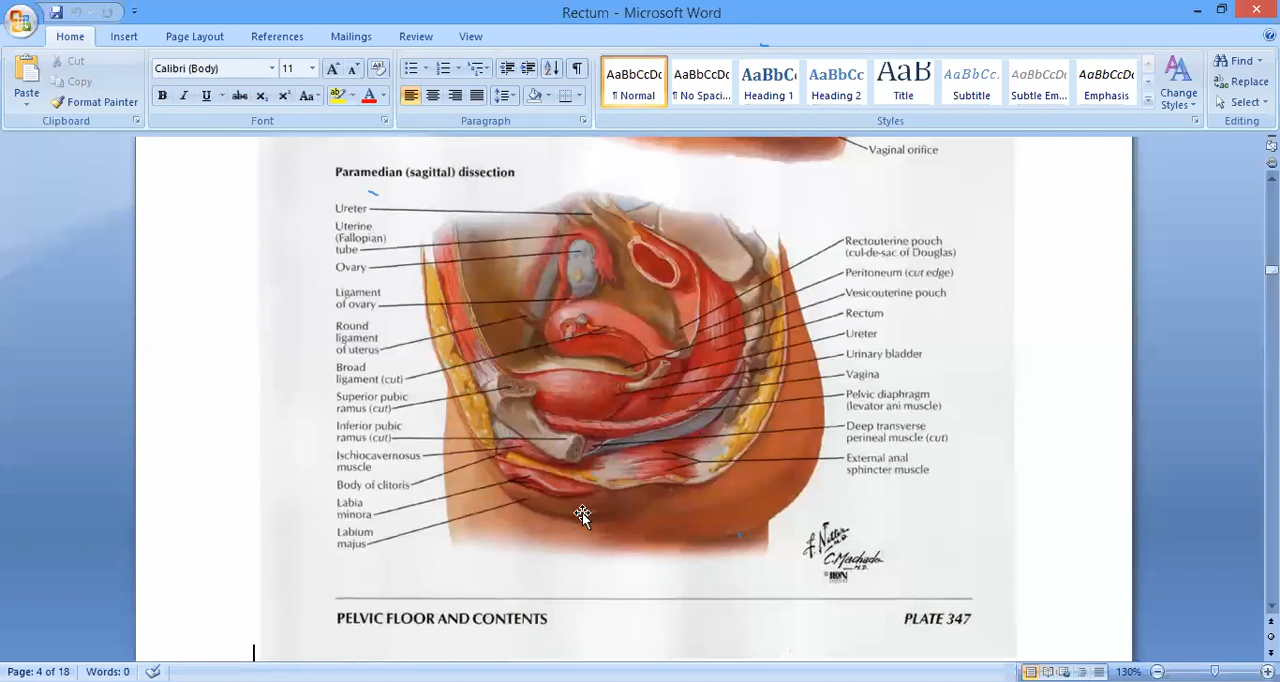 Rectum - Microsoft Word
Home Insert Page Layout References Mailings Review View
Paste
Cut
Copy
Format Painter
Clipboard
Calibri (Body) 11
B I U abc X₂ X² Aa
Font
Paragraph
AaBbCcDc AaBbCcDc AaBbC AaBbCc AaB AaBbCc. AaBbCcDc AaBbCcDc
¶ Normal ¶ No Spaci... Heading 1 Heading 2 Title Subtitle Subtle Em... Emphasis
Change
Styles
Styles
Find
Replace
Select
Editing
Vaginal orifice
Paramedian (sagittal) dissection
Ureter
Uterine
(Fallopian)
tube
Ovary
Ligament
of ovary
Round
ligament
of uterus
Broad
ligament (cut)
Superior pubic
ramus (cut)
Inferior pubic
ramus (cut)
Ischiocavernosus
muscle
Body of clitoris
Labia
minora
Labium
majus
Rectouterine pouch
(cul-de-sac of Douglas)
Peritoneum (cut edge)
Vesicouterine pouch
Rectum
Ureter
Urinary bladder
Vagina
Pelvic diaphragm
(levator ani muscle)
Deep transverse
perineal muscle (cut)
External anal
sphincter muscle
F. Netter
M.D.
C. Machado
M.D.
PELVIC FLOOR AND CONTENTS
PLATE 347
Page: 4 of 18 Words: 0 130%